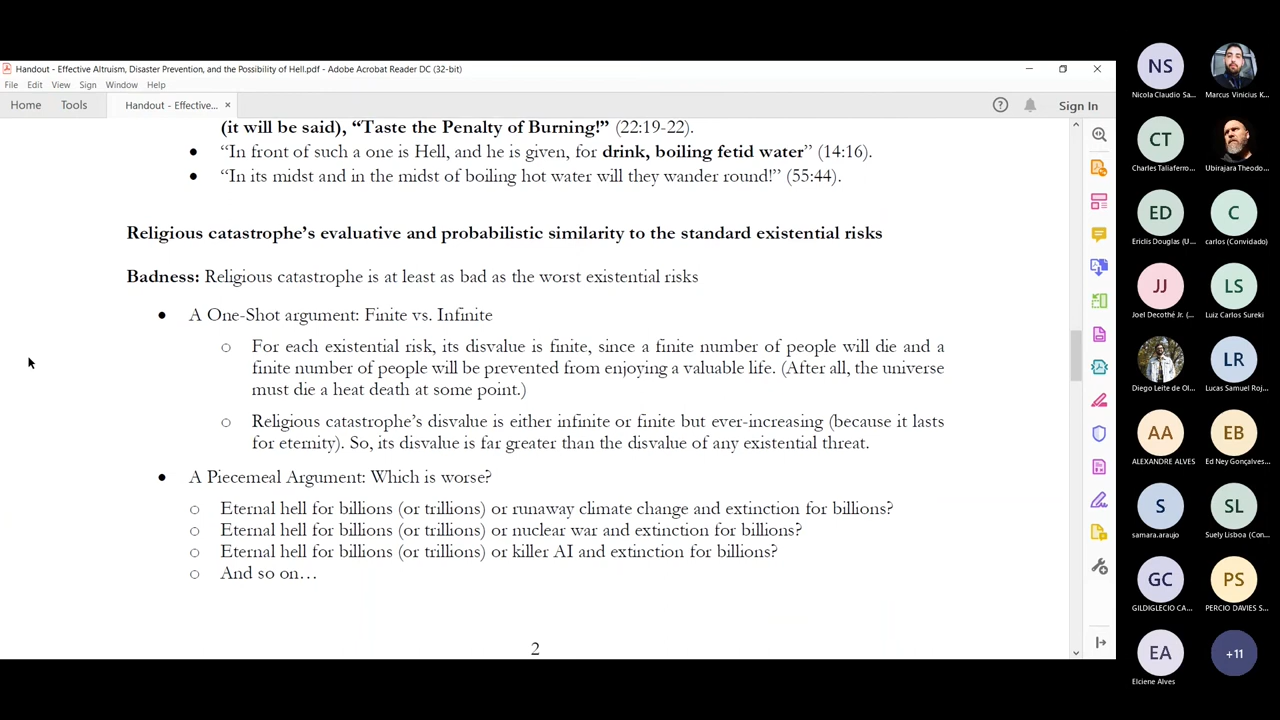 Handout - Effective Altruism, Disaster Prevention, and the Possibility of Hell.pdf - Adobe Acrobat Reader DC (32-bit)
File Edit View Sign Window Help
Home Tools Handout - Effective... × Sign In
(it will be said), “Taste the Penalty of Burning!” (22:19-22).
● “In front of such a one is Hell, and he is given, for drink, boiling fetid water” (14:16).
● “In its midst and in the midst of boiling hot water will they wander round!” (55:44).
Religious catastrophe’s evaluative and probabilistic similarity to the standard existential risks
Badness: Religious catastrophe is at least as bad as the worst existential risks
● A One-Shot argument: Finite vs. Infinite
○ For each existential risk, its disvalue is finite, since a finite number of people will die and a
finite number of people will be prevented from enjoying a valuable life. (After all, the universe
must die a heat death at some point.)
○ Religious catastrophe’s disvalue is either infinite or finite but ever-increasing (because it lasts
for eternity). So, its disvalue is far greater than the disvalue of any existential threat.
● A Piecemeal Argument: Which is worse?
○ Eternal hell for billions (or trillions) or runaway climate change and extinction for billions?
○ Eternal hell for billions (or trillions) or nuclear war and extinction for billions?
○ Eternal hell for billions (or trillions) or killer AI and extinction for billions?
○ And so on…
2
NS
Nicola Claudio Sa...
Marcus Vinicius K...
CT
Charles Taliaferro...
Ubirajara Theodo...
ED C
Ericlis Douglas (U... carlos (Convidado)
JJ LS
Joel Decothé Jr. (... Luiz Carlos Sureki
LR
Diego Leite de Ol... Lucas Samuel Roj...
AA EB
ALEXANDRE ALVES Ed Ney Gonçalves...
S SL
samara.araujo Suely Lisboa (Con...
GC PS
GILDIGLECIO CA... PERCIO DAVIES S...
EA +11
Elciene Alves